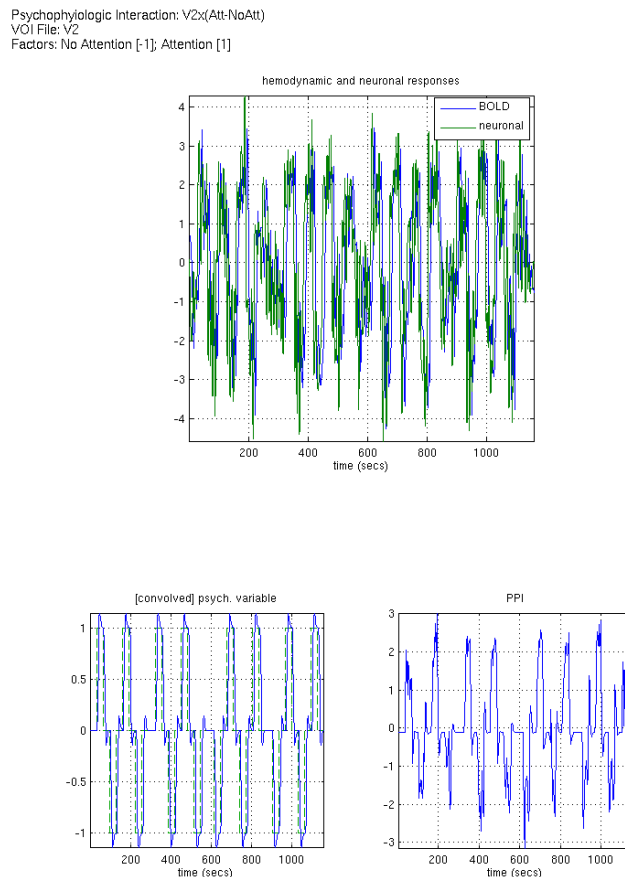 Psychophyiologic Interaction: V2x(Att-NoAtt)
VOI File: V2
Factors: No Attention [-1]; Attention [1]
hemodynamic and neuronal responses
BOLD
neuronal
4
3
2
1
0
-1
-2
-3
-4
200 400 600 800 1000
time (secs)
[convolved] psych. variable
1
0.5
0
-0.5
-1
200 400 600 800 1000
time (secs)
PPI
3
2
1
0
-1
-2
-3
200 400 600 800 1000
time (secs)